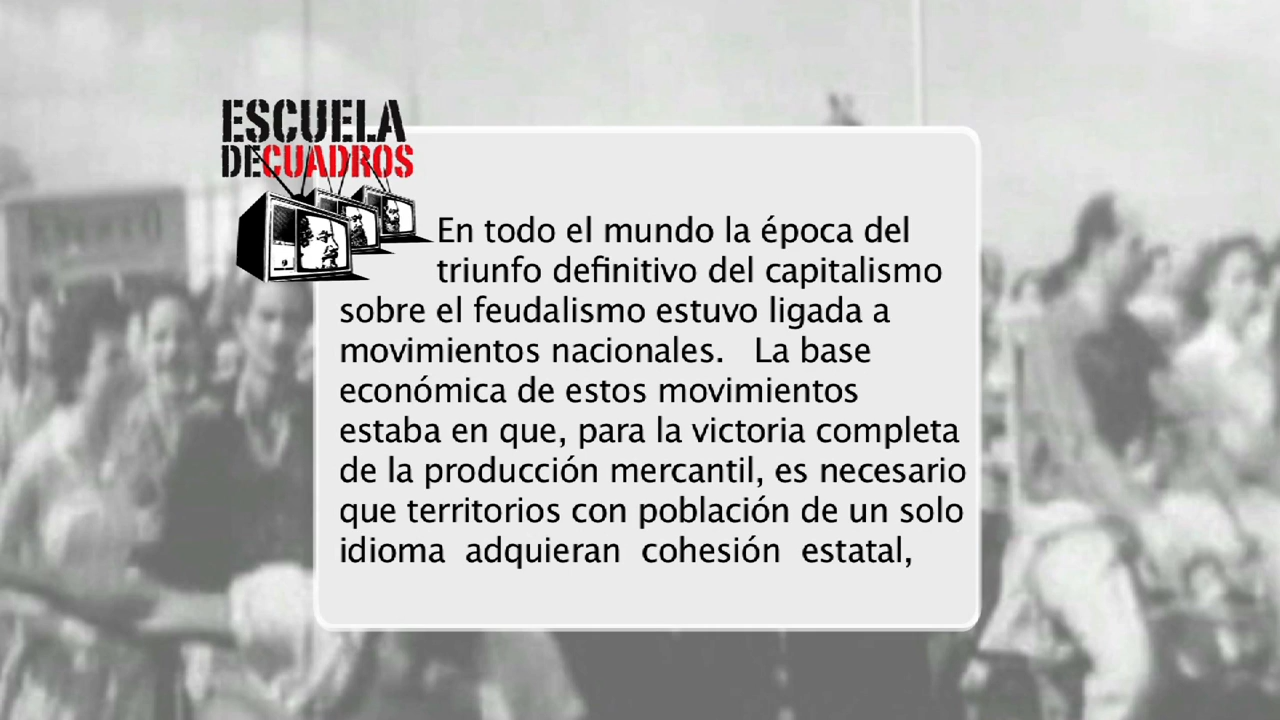 ESCUELA
DECUADROS
En todo el mundo la época del
triunfo definitivo del capitalismo
sobre el feudalismo estuvo ligada a
movimientos nacionales. La base
económica de estos movimientos
estaba en que, para la victoria completa
de la producción mercantil, es necesario
que territorios con población de un solo
idioma adquieran cohesión estatal,